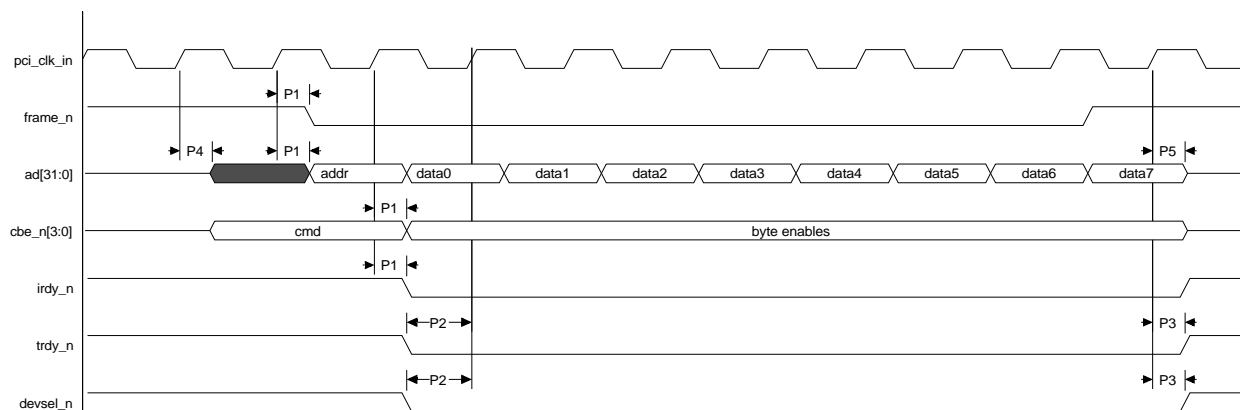 pci_clk_in
P1
frame_n
P4 P1 P5
ad[31:0] addr data0 data1 data2 data3 data4 data5 data6 data7
P1
cbe_n[3:0] cmd byte enables
P1
irdy_n
P2 P3
trdy_n
P2 P3
devsel_n